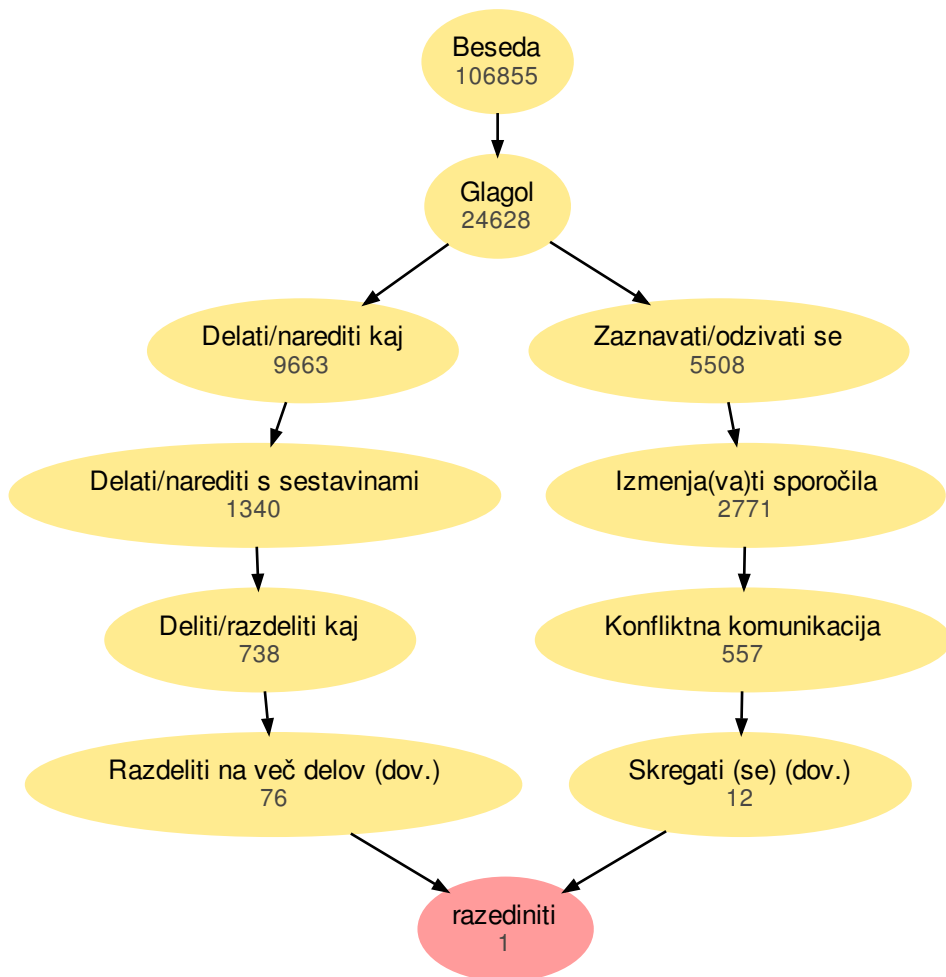 Beseda
106855
Glagol
24628
Delati/narediti kaj
9663
Zaznavati/odzivati se
5508
Delati/narediti s sestavinami
1340
Izmenja(va)ti sporočila
2771
Deliti/razdeliti kaj
738
Konfliktna komunikacija
557
Razdeliti na več delov (dov.)
76
Skregati (se) (dov.)
12
razediniti
1